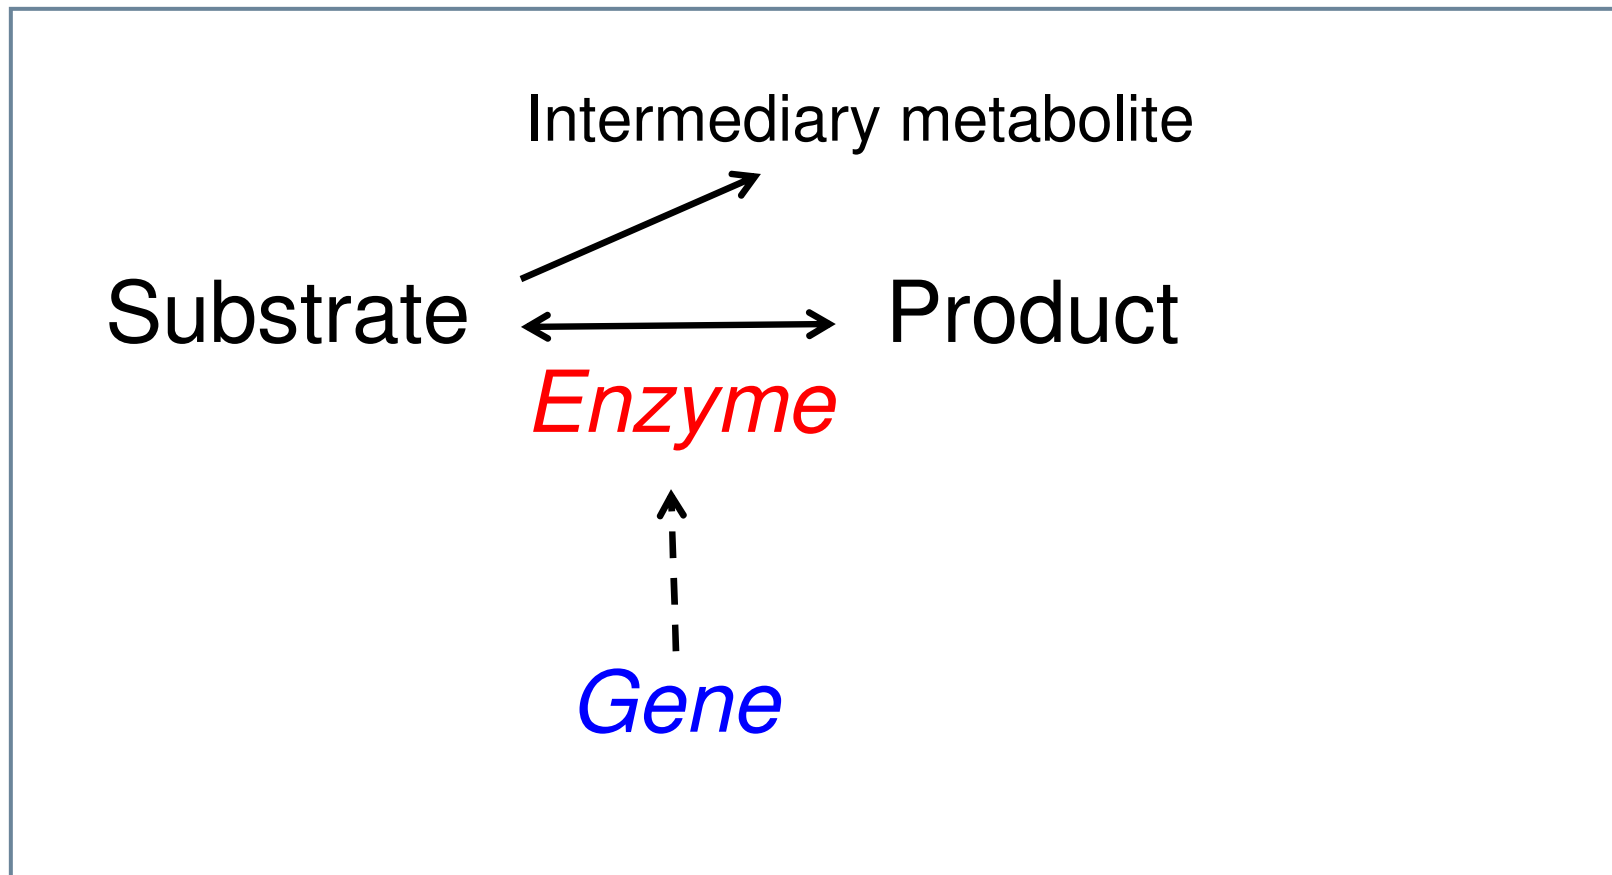 Intermediary metabolite
Substrate
Product
Enzyme
Gene